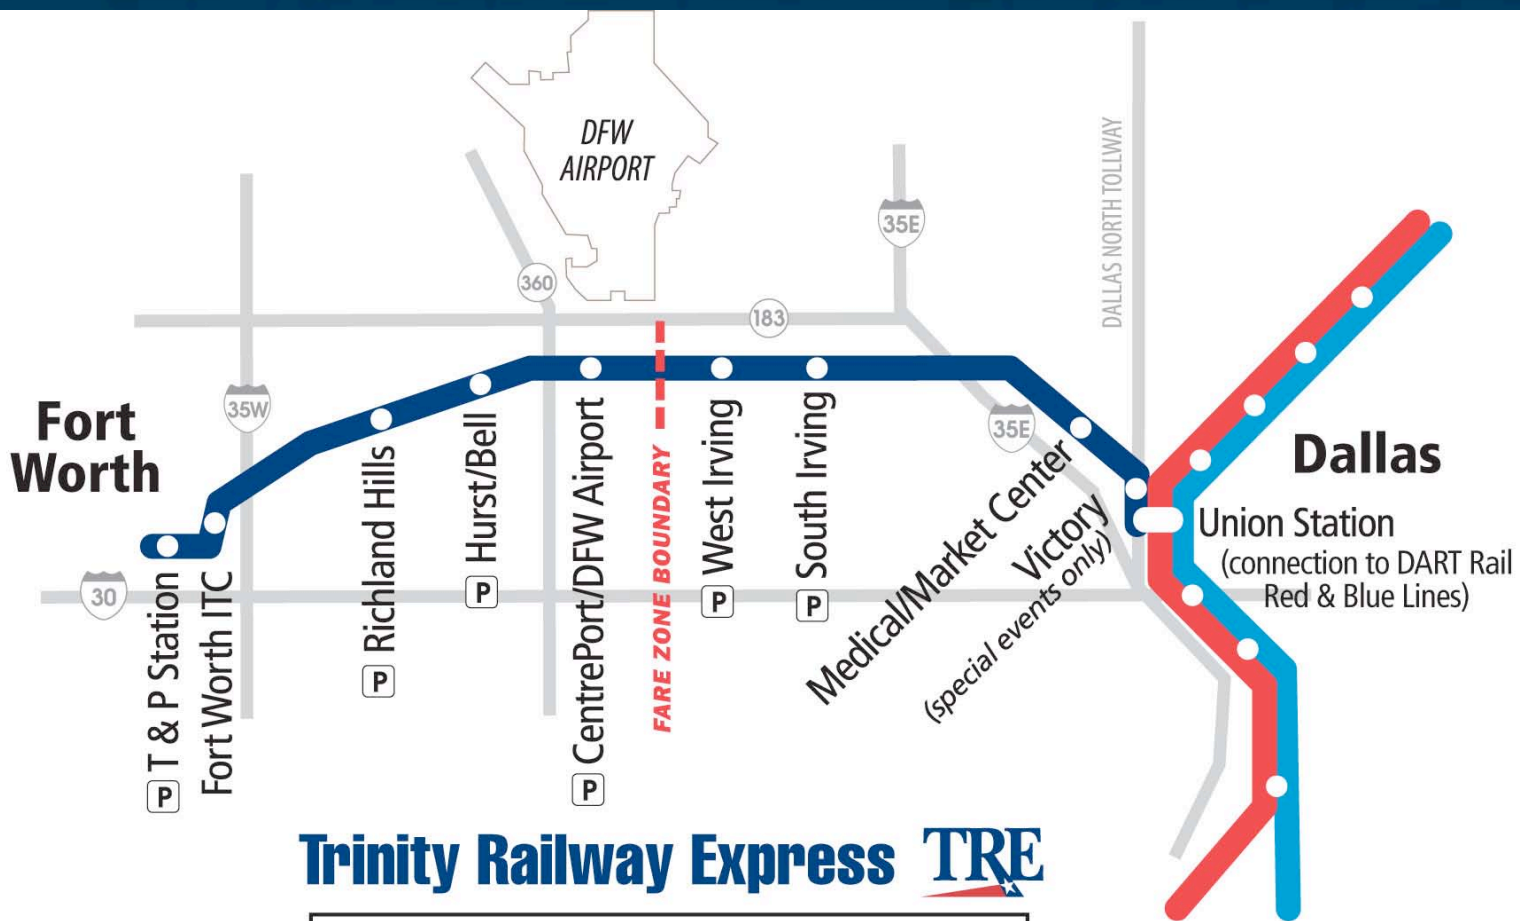 DFW
AIRPORT
DALLAS NORTH TOLLWAY
35E
360
183
35W
35E
30
Fort
Worth
Dallas
P T & P Station
Fort Worth ITC
P Richland Hills
P Hurst/Bell
P CentrePort/DFW Airport
FARE ZONE BOUNDARY
P West Irving
P South Irving
Medical/Market Center
Victory
(special events only)
Union Station
(connection to DART Rail
Red & Blue Lines)
Trinity Railway Express TRE